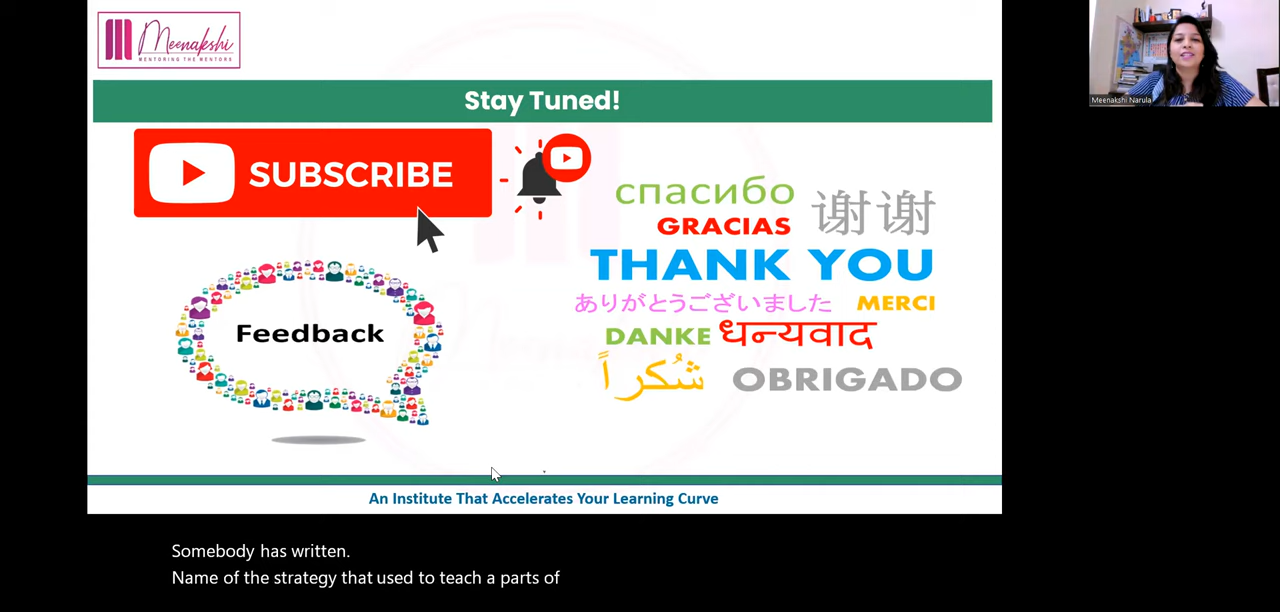 Meenakshi
MENTORING THE MENTORS
Meenakshi Narula
Stay Tuned!
SUBSCRIBE
спасибо
谢谢
GRACIAS
THANK YOU
ありがとうございました
MERCI
DANKE
धन्यवाद
شُكراً
OBRIGADO
Feedback
An Institute That Accelerates Your Learning Curve
Somebody has written.
Name of the strategy that used to teach a parts of